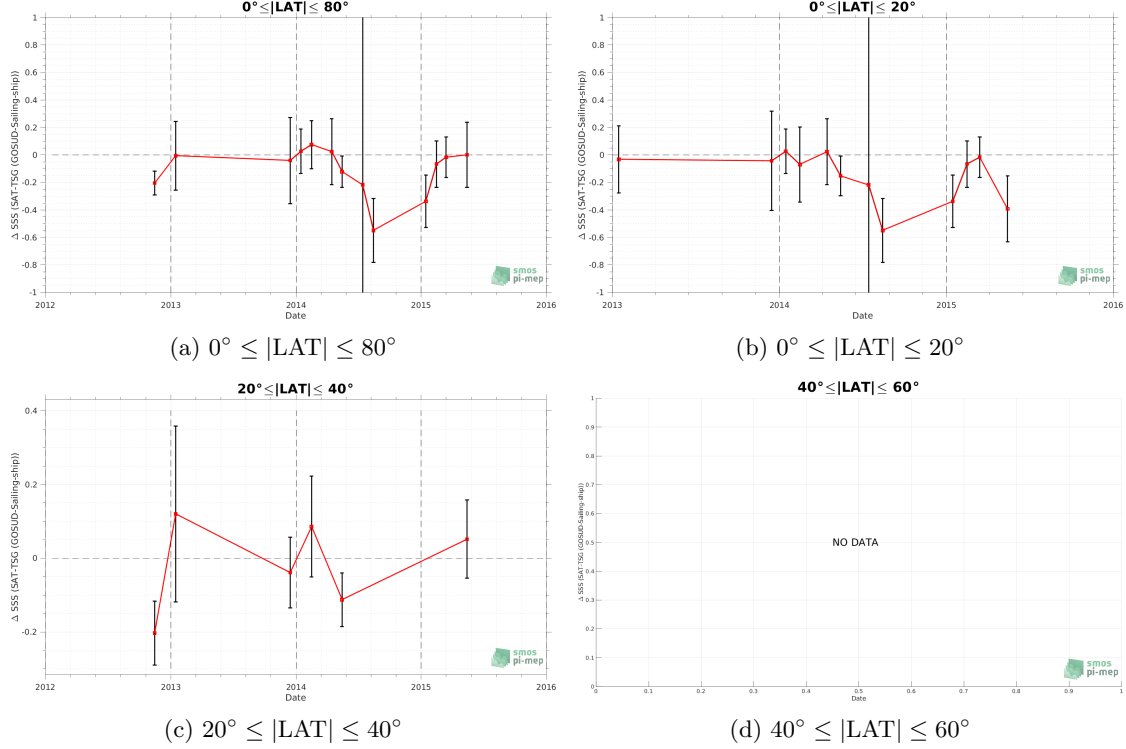 0°≤|LAT|≤ 80°
1
0.8
0.6
0.4
0.2
0
-0.2
-0.4
-0.6
-0.8
-1
Δ SSS (SAT-TSG (GOSUD-Sailing-ship))
2012
2013
2014
2015
2016
Date
smos
pi-mep
(a) 0° ≤ |LAT| ≤ 80°
0°≤|LAT|≤ 20°
1
0.8
0.6
0.4
0.2
0
-0.2
-0.4
-0.6
-0.8
-1
Δ SSS (SAT-TSG (GOSUD-Sailing-ship))
2013
2014
2015
2016
Date
smos
pi-mep
(b) 0° ≤ |LAT| ≤ 20°
20°≤|LAT|≤ 40°
0.4
0.2
0
-0.2
Δ SSS (SAT-TSG (GOSUD-Sailing-ship))
2012
2013
2014
2015
2016
Date
smos
pi-mep
(c) 20° ≤ |LAT| ≤ 40°
40°≤|LAT|≤ 60°
1
0.9
0.8
0.7
0.6
0.5
0.4
0.3
0.2
0.1
0
Δ SSS (SAT-TSG (GOSUD-Sailing-ship))
NO DATA
0
0.1
0.2
0.3
0.4
0.5
0.6
0.7
0.8
0.9
1
Date
smos
pi-mep
(d) 40° ≤ |LAT| ≤ 60°